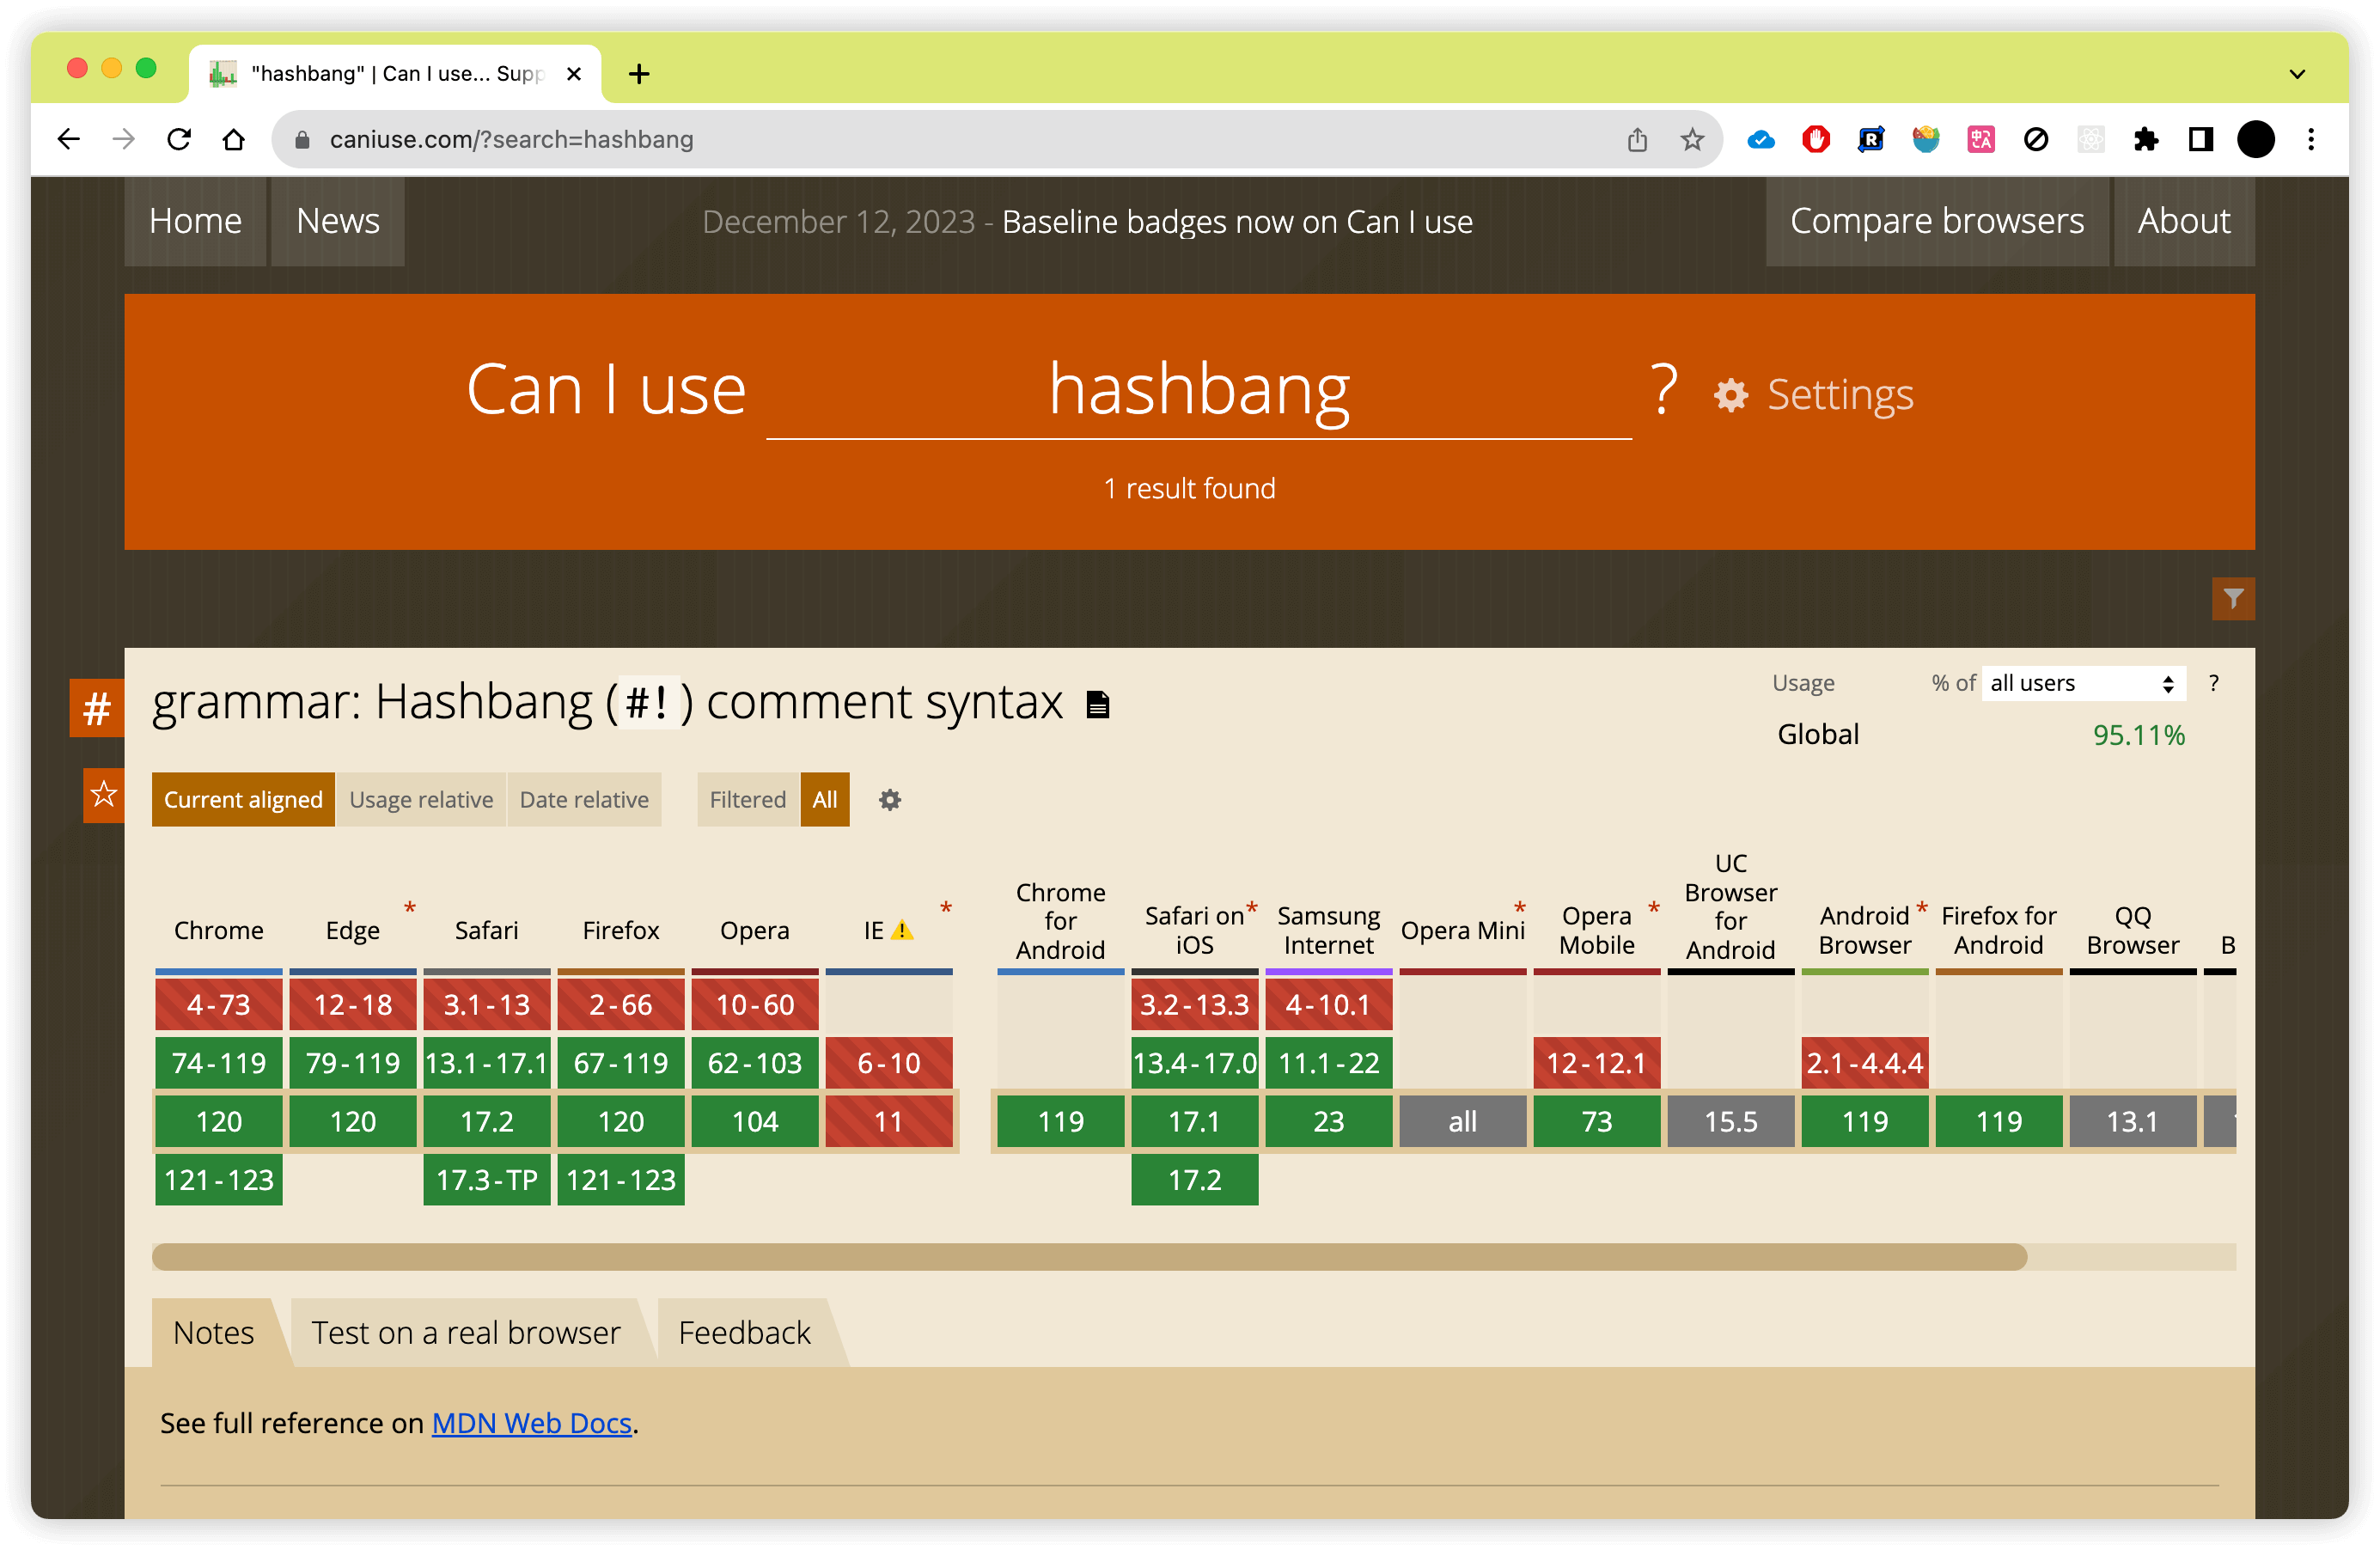 "hashbang" | Can I use... Supp
caniuse.com/?search=hashbang
Home News December 12, 2023 - Baseline badges now on Can I use Compare browsers About
Can I use hashbang ? Settings
1 result found
# grammar: Hashbang (#!) comment syntax
Usage % of all users ?
Global 95.11%
Current aligned Usage relative Date relative Filtered All
Chrome Edge * Safari Firefox Opera IE * Chrome for Android Safari on iOS * Samsung Internet Opera Mini * Opera Mobile * UC Browser for Android Android Browser * Firefox for Android QQ Browser B
4-73 12-18 3.1-13 2-66 10-60 3.2-13.3 4-10.1
74-119 79-119 13.1-17.1 67-119 62-103 6-10 13.4-17.0 11.1-22 12-12.1 2.1-4.4.4
120 120 17.2 120 104 11 119 17.1 23 all 73 15.5 119 119 13.1
121-123 17.3-TP 121-123 17.2
Notes Test on a real browser Feedback
See full reference on MDN Web Docs.